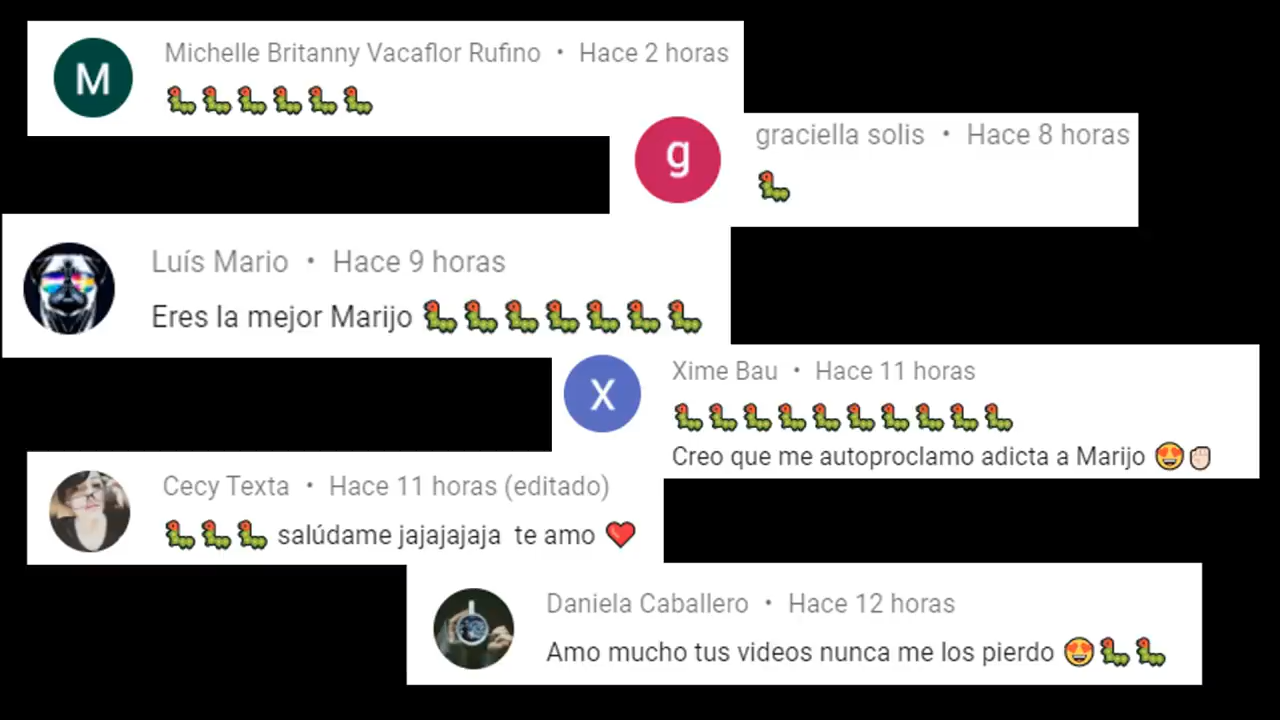 M
Michelle Britanny Vacaflor Rufino • Hace 2 horas
🐛🐛🐛🐛🐛🐛
g
graciella solis • Hace 8 horas
🐛
Luís Mario • Hace 9 horas
Eres la mejor Marijo 🐛🐛🐛🐛🐛🐛🐛
X
Xime Bau • Hace 11 horas
🐛🐛🐛🐛🐛🐛🐛🐛🐛🐛
Creo que me autoproclamo adicta a Marijo 😍✊🏻
Cecy Texta • Hace 11 horas (editado)
🐛🐛🐛 salúdame jajajajaja te amo ❤️
Daniela Caballero • Hace 12 horas
Amo mucho tus videos nunca me los pierdo 😍🐛🐛